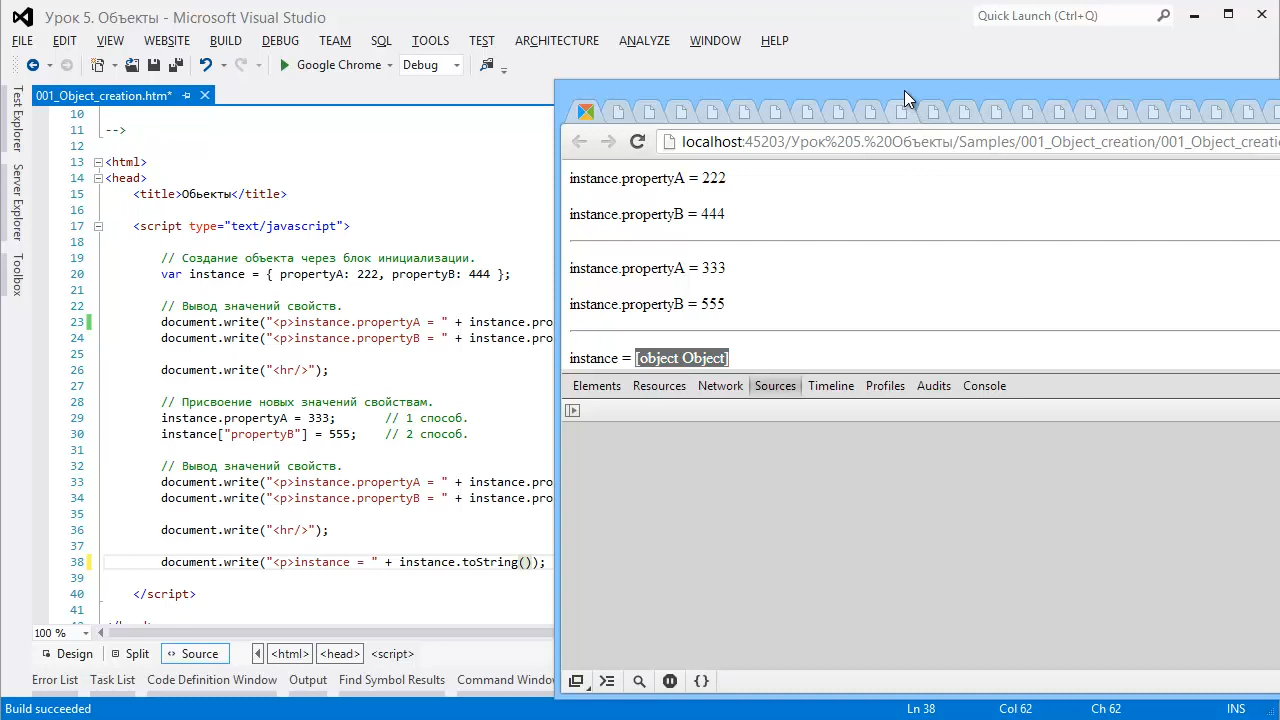 Урок 5. Объекты - Microsoft Visual Studio
Quick Launch (Ctrl+Q)
FILE EDIT VIEW WEBSITE BUILD DEBUG TEAM SQL TOOLS TEST ARCHITECTURE ANALYZE WINDOW HELP
Google Chrome Debug
001_Object_creation.htm*
Test Explorer
Server Explorer
Toolbox
10
11 -->
12
13 <html>
14 <head>
15 <title>Объекты</title>
16
17 <script type="text/javascript">
18
19 // Создание объекта через блок инициализации.
20 var instance = { propertyA: 222, propertyB: 444 };
21
22 // Вывод значений свойств.
23 document.write("<p>instance.propertyA = " + instance.pro
24 document.write("<p>instance.propertyB = " + instance.pro
25
26 document.write("<hr/>");
27
28 // Присвоение новых значений свойствам.
29 instance.propertyA = 333; // 1 способ.
30 instance["propertyB"] = 555; // 2 способ.
31
32 // Вывод значений свойств.
33 document.write("<p>instance.propertyA = " + instance.pro
34 document.write("<p>instance.propertyB = " + instance.pro
35
36 document.write("<hr/>");
37
38 document.write("<p>instance = " + instance.toString());
39
40 </script>
41
100 %
Design Split Source <html> <head> <script>
Error List Task List Code Definition Window Output Find Symbol Results Command Windo
Build succeeded Ln 38 Col 62 Ch 62 INS
localhost:45203/Урок%205.%20Объекты/Samples/001_Object_creation/001_Object_creati
instance.propertyA = 222
instance.propertyB = 444
instance.propertyA = 333
instance.propertyB = 555
instance = [object Object]
Elements Resources Network Sources Timeline Profiles Audits Console